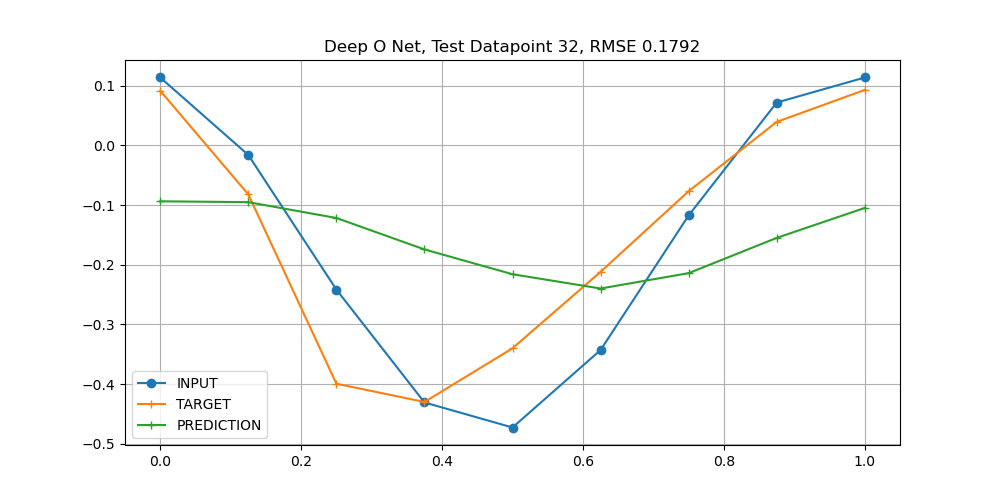 Deep O Net, Test Datapoint 32, RMSE 0.1792
0.1
0.0
−0.1
−0.2
−0.3
−0.4
−0.5
INPUT
TARGET
PREDICTION
0.0 0.2 0.4 0.6 0.8 1.0